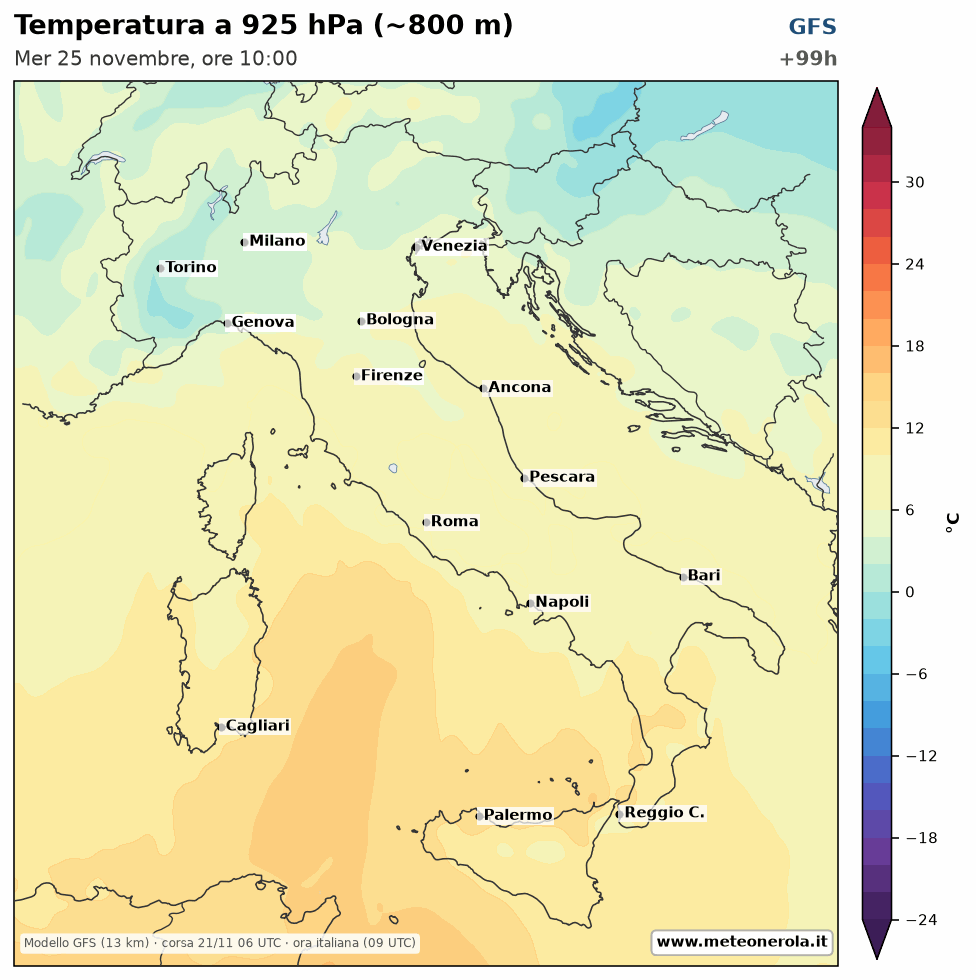 Temperatura a 925 hPa (~800 m)
GFS
Mer 25 novembre, ore 10:00
+99h
Milano
Venezia
Torino
Genova
Bologna
Firenze
Ancona
Pescara
Roma
Bari
Napoli
Cagliari
Palermo
Reggio C.
30
24
18
12
6
0
−6
−12
−18
−24
°C
Modello GFS (13 km) · corsa 21/11 06 UTC · ora italiana (09 UTC)
www.meteonerola.it